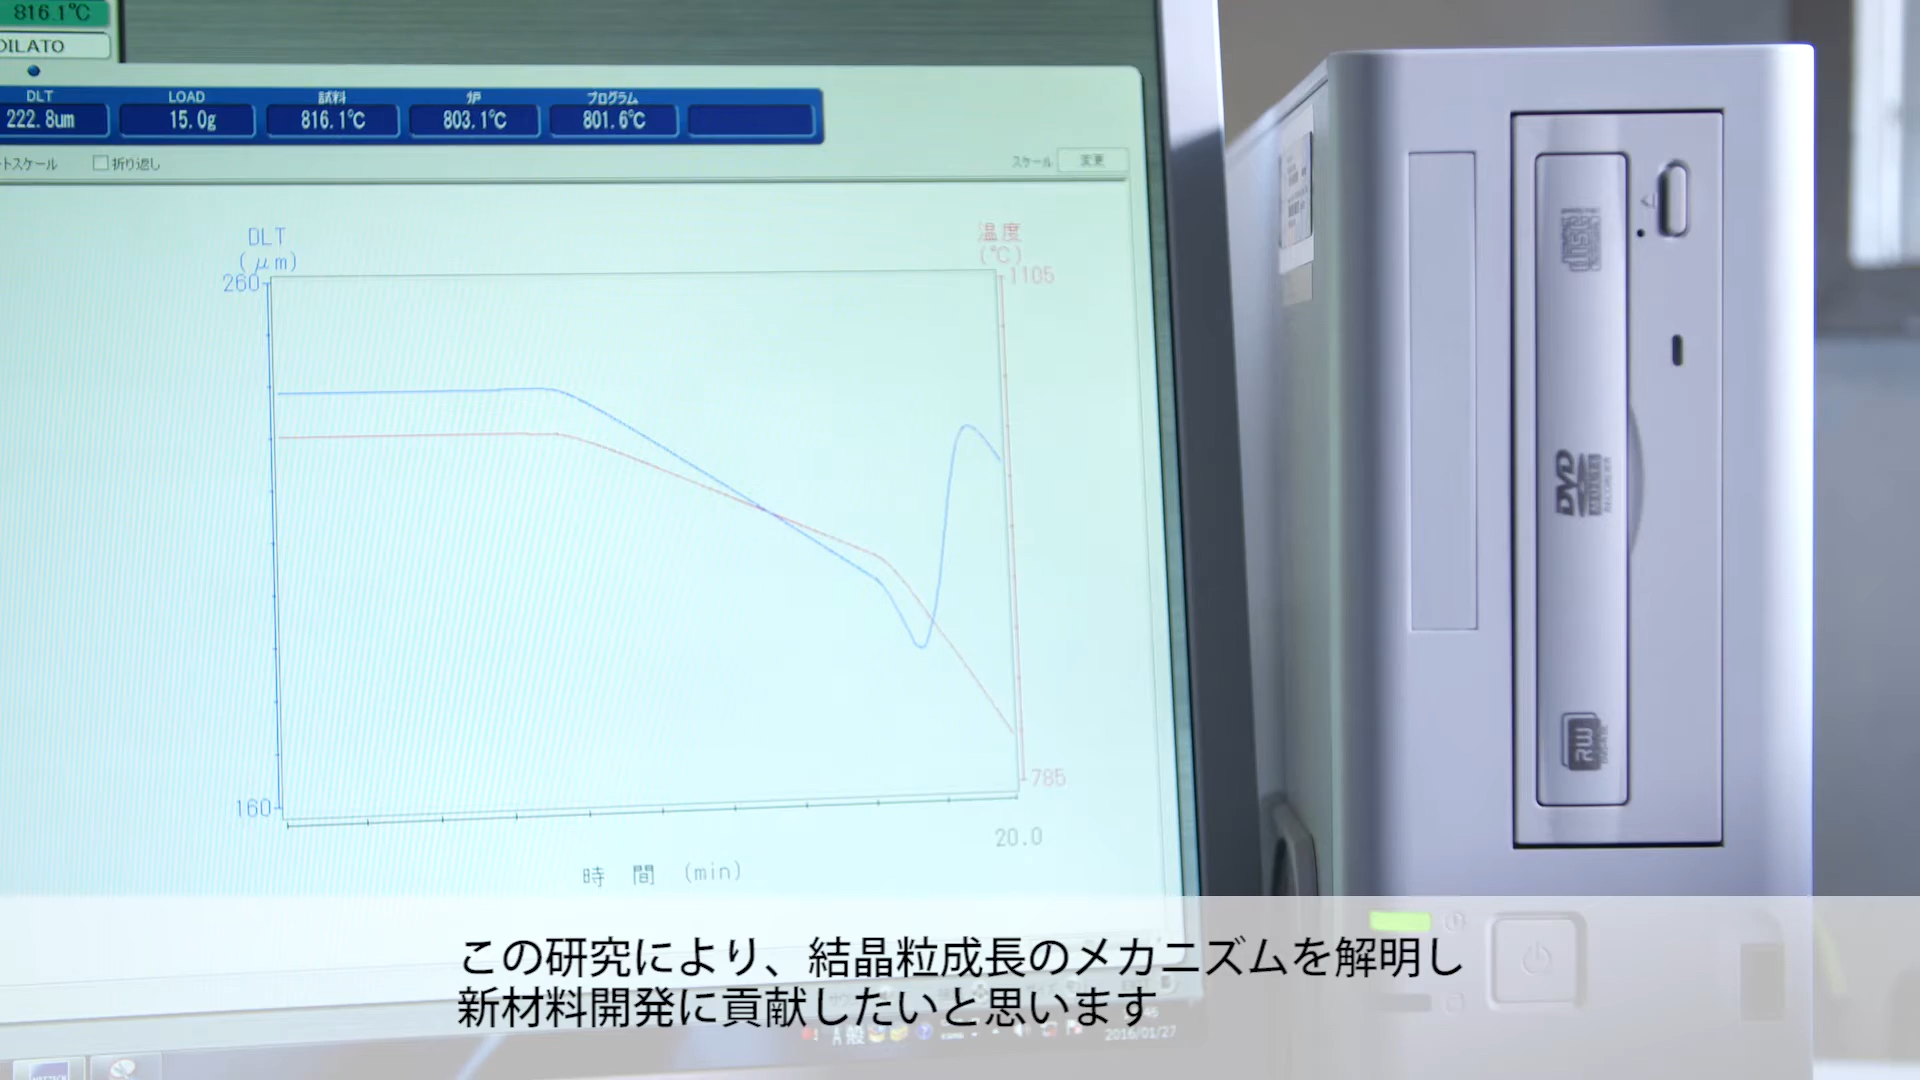 816.1℃
DILATO
DLT LOAD 試料 炉 プログラム
222.8um 15.0g 816.1℃ 803.1℃ 801.6℃
トスケール 折り返し スケール 変更
DLT
(μm)
温度
(℃)
260
1105
160
785
20.0
時間 (min)
DVD
RW
この研究により、結晶粒成長のメカニズムを解明し
新材料開発に貢献したいと思います
A 般
2016/01/27